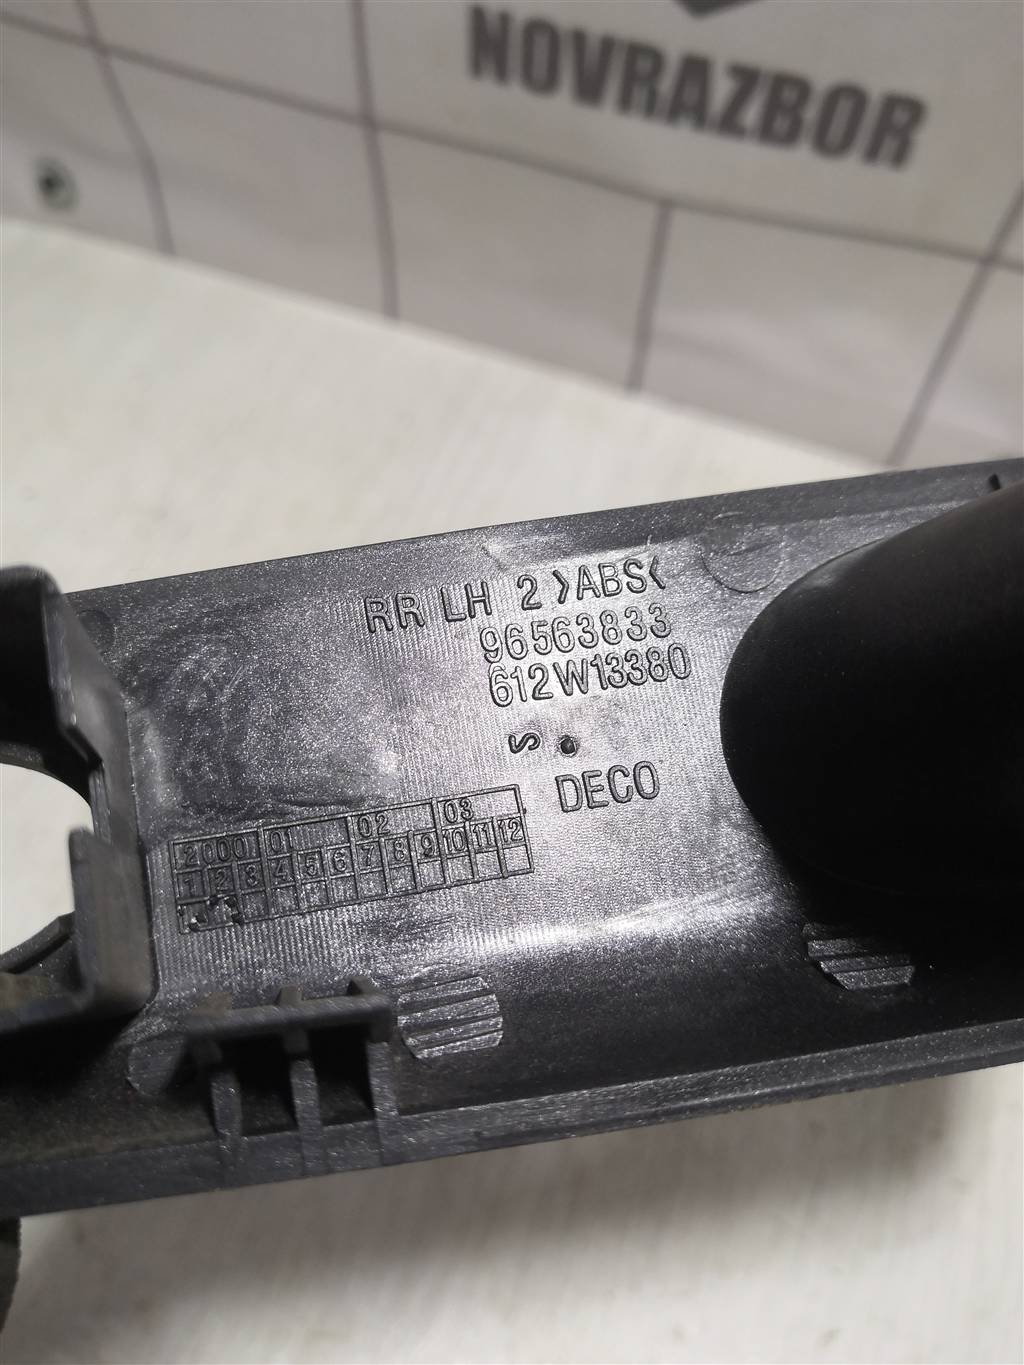 NOVRAZBOR
RR LH 2 >ABS<
96563833
612W13380
S
DECO
2000 01 02 03
1 2 3 4 5 6 7 8 9 10 11 12